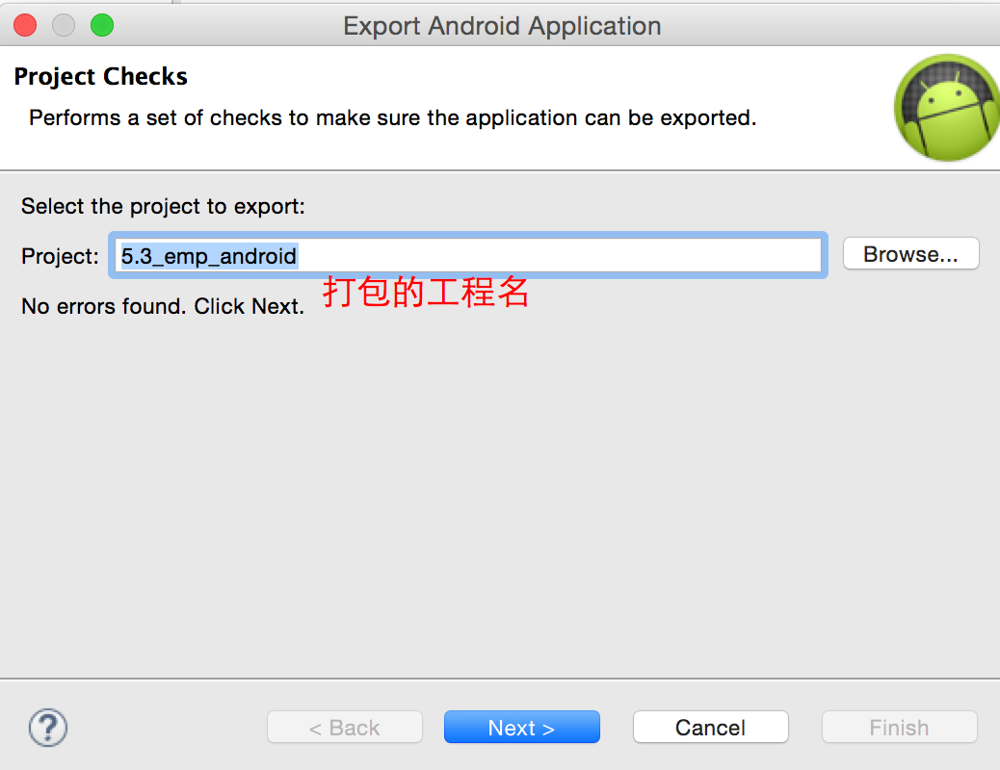 Export Android Application
Project Checks
Performs a set of checks to make sure the application can be exported.
Select the project to export:
Project: 5.3_emp_android Browse...
打包的工程名
No errors found. Click Next.
? < Back Next > Cancel Finish